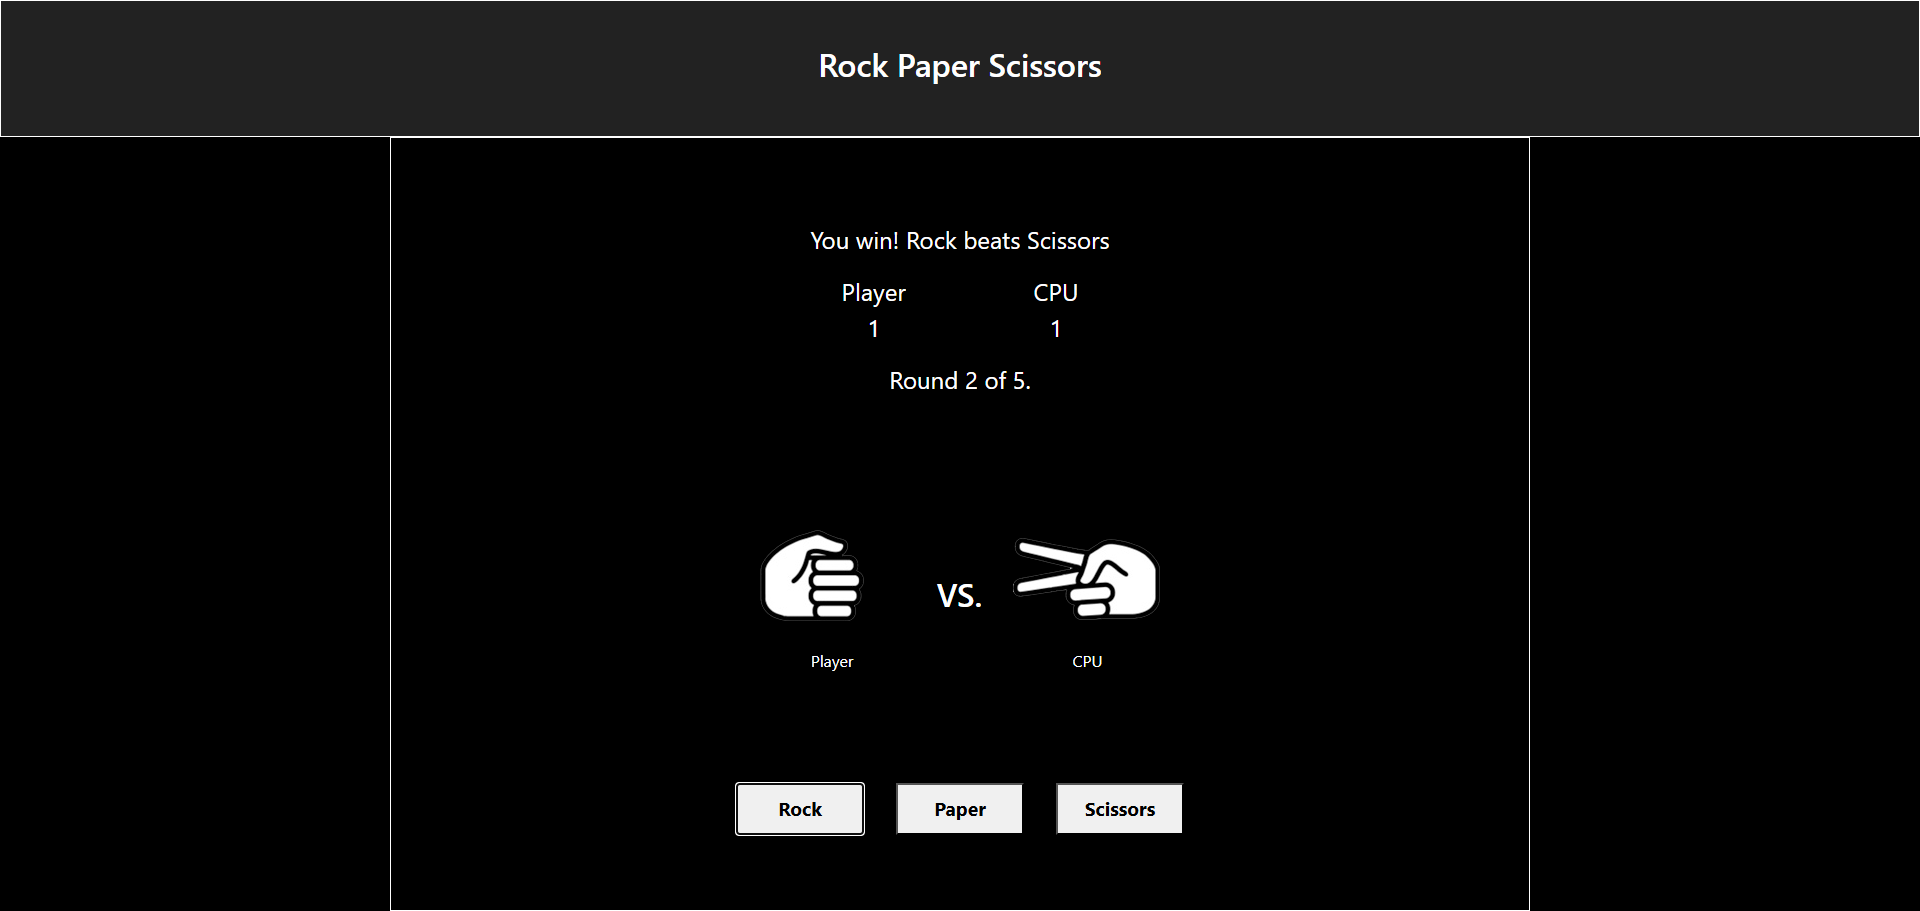 Rock Paper Scissors
You win! Rock beats Scissors
Player CPU
1 1
Round 2 of 5.
VS.
Player CPU
Rock Paper Scissors